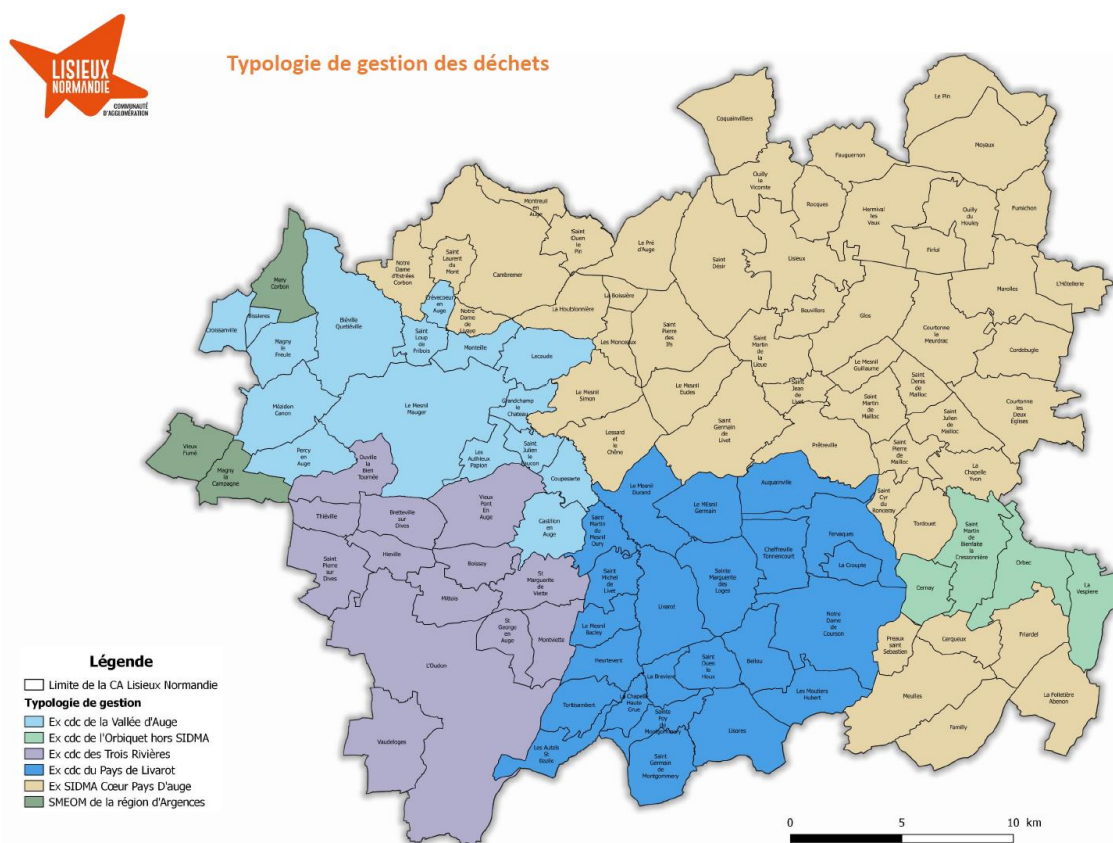 LISIEUX
NORMANDIE
COMMUNAUTÉ
D'AGGLOMÉRATION
Typologie de gestion des déchets
Le Pin
Coquainvilliers
Moyaux
Fauguernon
Ouilly
la
Vicomte
Rocques
Hermival
les
Vaux
Ouilly
du
Houley
Fumichon
Montreuil
en
Auge
Saint
Ouen
le
Pin
Le Pré
d'Auge
Saint
Désir
Lisieux
Firfol
Notre
Dame
d'Estrées
Corbon
Saint
Laurent
du
Mont
Cambremer
Mery
Corbon
Marolles
L'Hôtellerie
Crèvecoeur
en
Auge
Notre
Dame
de
Livaye
La Houblonnière
La Boissière
Beuvillers
Glos
Courtonne
la
Meurdrac
Cordebugle
Croissanville
Bissieres
Biéville
Quetiéville
Magny
le
Freule
Saint
Loup
de
Fribois
Monteille
Lecaude
Les Monceaux
Saint
Pierre
des
Ifs
Saint
Martin
de
la
Lieue
Le Mesnil
Guillaume
Saint
Denis
de
Mailloc
Mézidon
Canon
Le Mesnil
Mauger
Grandchamp
le
Château
Le Mesnil
Simon
Le Mesnil
Eudes
Saint
Jean
de
Livet
Saint
Martin
de
Mailloc
Saint
Julien
de
Mailloc
Courtonne
les
Deux
Eglises
Vieux
Fumé
Magny
la
Campagne
Percy
en
Auge
Ouville
la
Bien
Tournée
Les
Authieux
Papion
Saint
Julien
le
Faucon
Lessard
et le
Chêne
Saint
Germain
de
Livet
Prêtreville
Saint
Pierre
de
Mailloc
La
Chapelle
Yvon
Coupesarte
Le Mesnil
Durand
Auquainville
Saint
Cyr
du
Ronceray
Tordouet
Thiéville
Bretteville
sur
Dives
Vieux
Pont
En
Auge
Castillon
en
Auge
Saint
Martin
du
Mesnil
Oury
Le Mesnil
Germain
Fervaques
Saint
Martin
de
Bienfaite
la
Cressonnière
Orbec
La
Vespiere
Saint
Pierre
sur
Dives
Hieville
Boissey
St
Marguerite
de
Viette
Saint
Michel
de
Livet
Cheffreville
Tonnencourt
La Croupte
Cernay
Mittois
Livarot
Sainte
Marguerite
des
Loges
Notre
Dame
de
Courson
St
George
en
Auge
Montviette
Le Mesnil
Bacley
Préaux
saint
Sébastien
Cerqueux
Friardel
L'Oudon
Heurtevent
La Brevière
Saint
Ouen
le
Houx
Bellou
Meulles
La Folletière
Abenon
Vaudeloges
Tortisambert
La
Chapelle
Haute
Grue
Sainte
Foy
de
Montgommery
Les Moutiers
Hubert
Lisores
Familly
Les Autels
St
Bazile
Saint
Germain
de
Montgommery
Légende
Limite de la CA Lisieux Normandie
Typologie de gestion
Ex cdc de la Vallée d'Auge
Ex cdc de l'Orbiquet hors SIDMA
Ex cdc des Trois Rivières
Ex cdc du Pays de Livarot
Ex SIDMA Cœur Pays D'auge
SMEOM de la région d'Argences
0 5 10 km